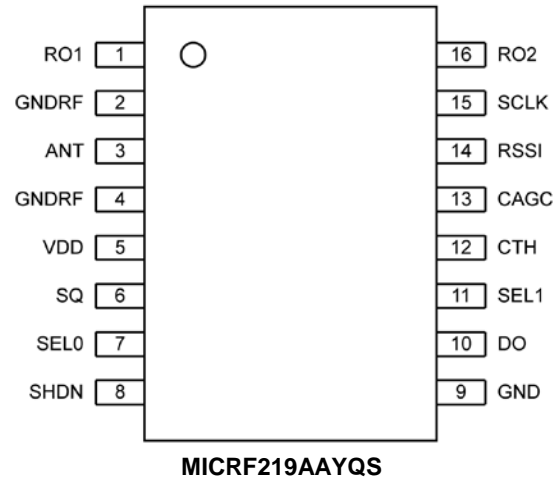 RO1 1 16 RO2
GNDRF 2 15 SCLK
ANT 3 14 RSSI
GNDRF 4 13 CAGC
VDD 5 12 CTH
SQ 6 11 SEL1
SEL0 7 10 DO
SHDN 8 9 GND
MICRF219AAYQS